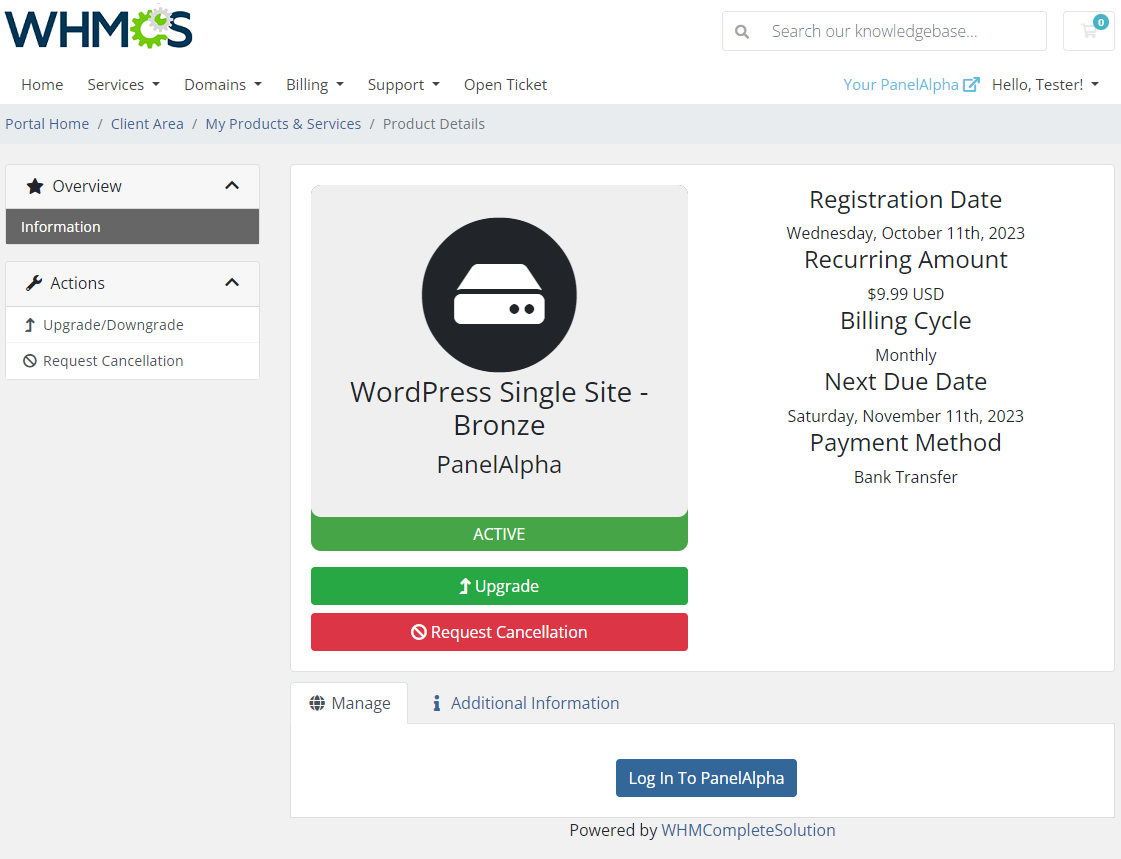 WHMCS
Search our knowledgebase...
0
Home Services Domains Billing Support Open Ticket
Your PanelAlpha Hello, Tester!
Portal Home / Client Area / My Products & Services / Product Details
Overview
Information
Actions
Upgrade/Downgrade
Request Cancellation
WordPress Single Site -
Bronze
PanelAlpha
ACTIVE
Upgrade
Request Cancellation
Registration Date
Wednesday, October 11th, 2023
Recurring Amount
$9.99 USD
Billing Cycle
Monthly
Next Due Date
Saturday, November 11th, 2023
Payment Method
Bank Transfer
Manage Additional Information
Log In To PanelAlpha
Powered by WHMCompleteSolution